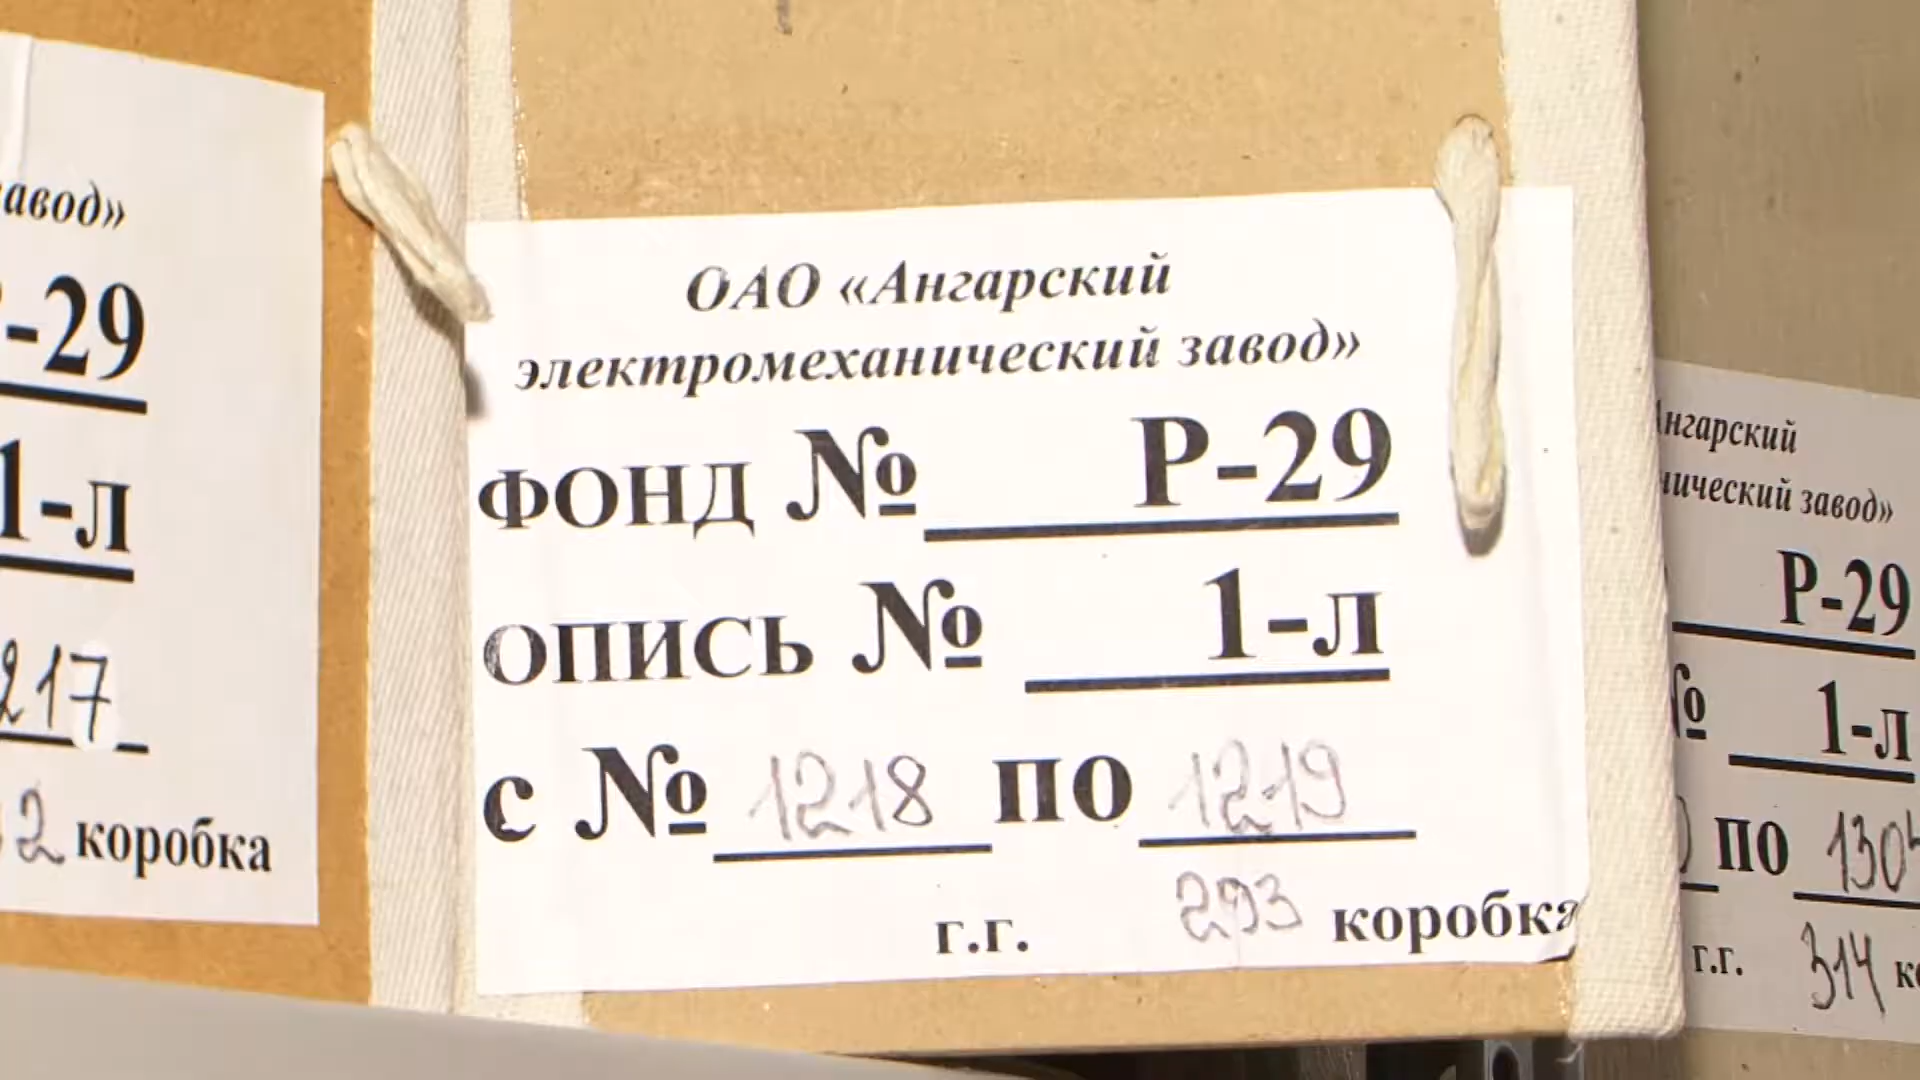 завод»
-29
1-л
217
2 коробка
ОАО «Ангарский
электромеханический завод»
ФОНД № Р-29
ОПИСЬ № 1-л
с № 1218 по 1219
г.г. 293 коробка
Ангарский
нический завод»
Р-29
№ 1-л
по 130
г.г. 314 к